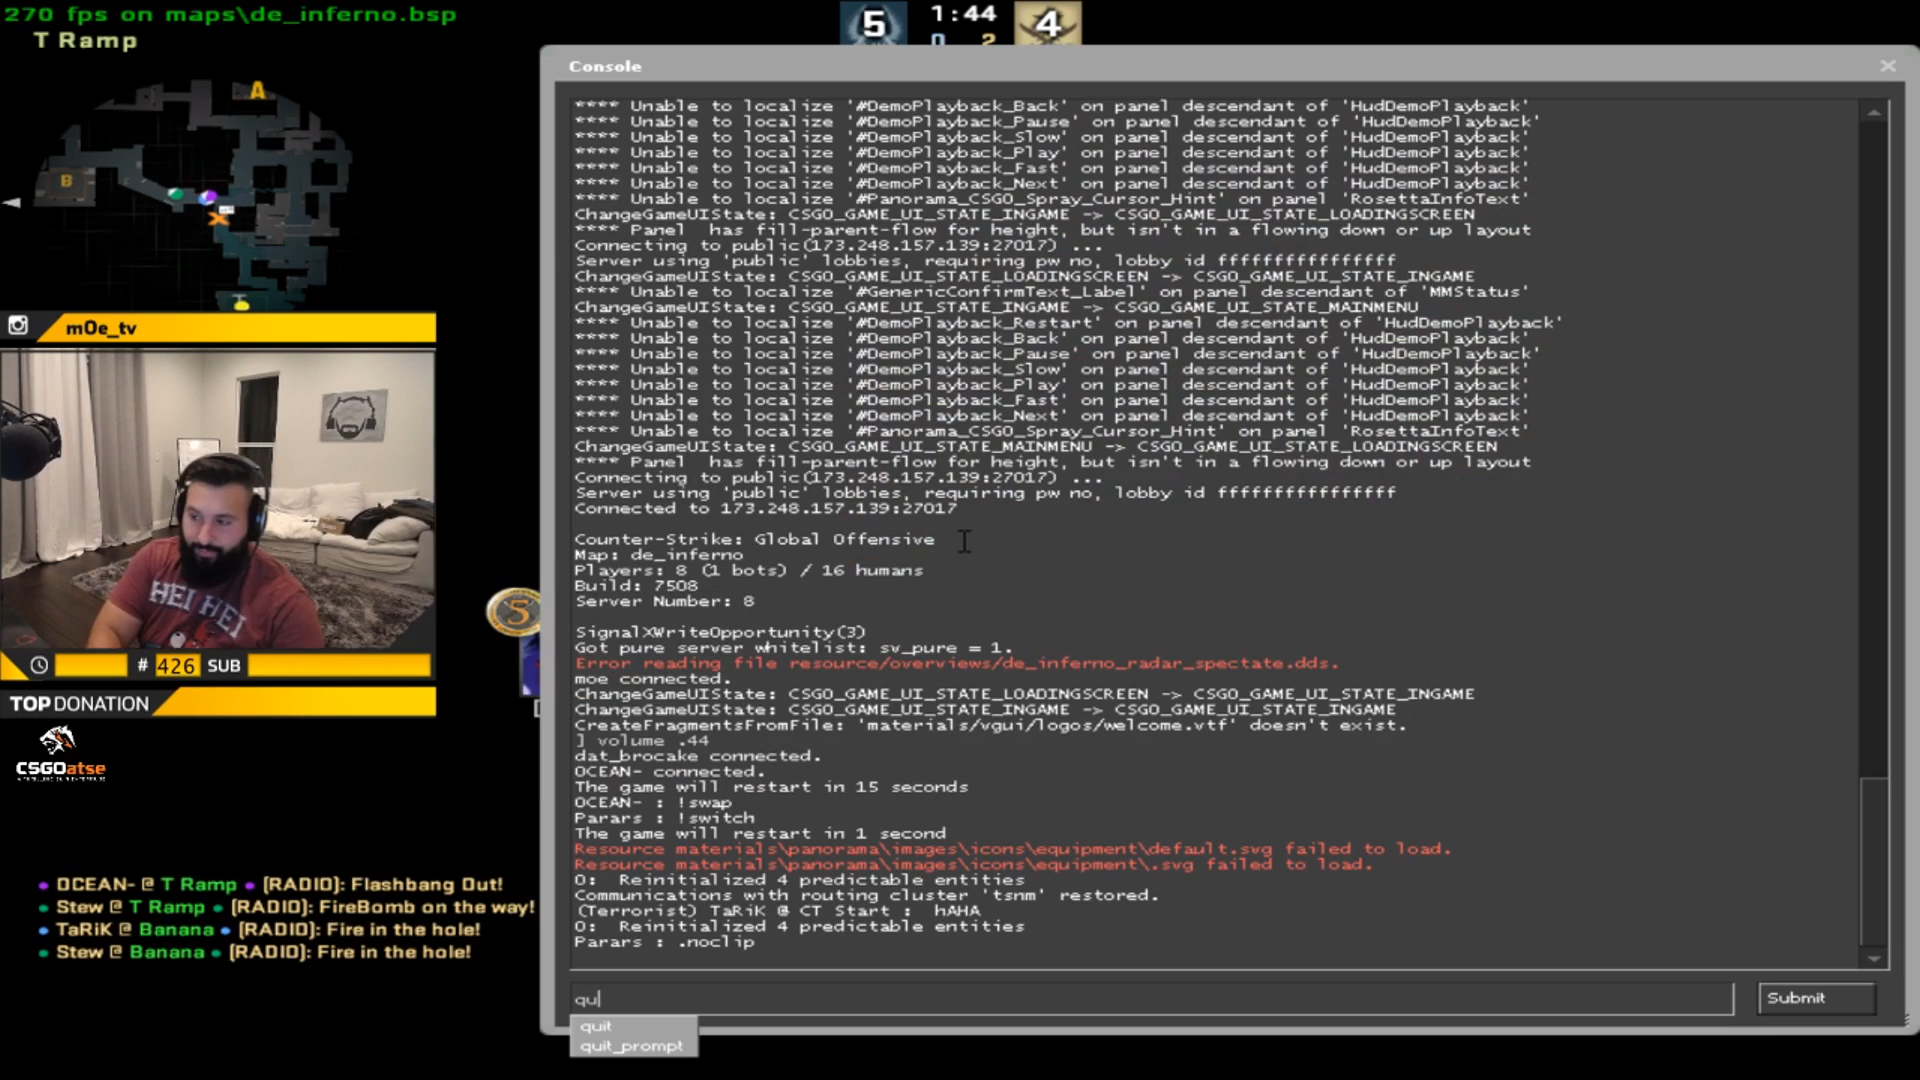 270 fps on maps\de_inferno.bsp
T Ramp
5
1:44
4
0 2
A
B
m0e_tv
HEI HEI
# 426 SUB
TOP DONATION
CSGOatse
• OCEAN- @ T Ramp • (RADIO): Flashbang Out!
• Stew @ T Ramp • (RADIO): FireBomb on the way!
• TaRiK @ Banana • (RADIO): Fire in the hole!
• Stew @ Banana • (RADIO): Fire in the hole!
5
Console
**** Unable to localize '#DemoPlayback_Back' on panel descendant of 'HudDemoPlayback'
**** Unable to localize '#DemoPlayback_Pause' on panel descendant of 'HudDemoPlayback'
**** Unable to localize '#DemoPlayback_Slow' on panel descendant of 'HudDemoPlayback'
**** Unable to localize '#DemoPlayback_Play' on panel descendant of 'HudDemoPlayback'
**** Unable to localize '#DemoPlayback_Fast' on panel descendant of 'HudDemoPlayback'
**** Unable to localize '#DemoPlayback_Next' on panel descendant of 'HudDemoPlayback'
**** Unable to localize '#Panorama_CSGO_Spray_Cursor_Hint' on panel 'RosettaInfoText'
ChangeGameUIState: CSGO_GAME_UI_STATE_INGAME -> CSGO_GAME_UI_STATE_LOADINGSCREEN
**** Panel  has fill-parent-flow for height, but isn't in a flowing down or up layout
Connecting to public(173.248.157.139:27017) ...
Server using 'public' lobbies, requiring pw no, lobby id ffffffffffffffff
ChangeGameUIState: CSGO_GAME_UI_STATE_LOADINGSCREEN -> CSGO_GAME_UI_STATE_INGAME
**** Unable to localize '#GenericConfirmText_Label' on panel descendant of 'MMStatus'
ChangeGameUIState: CSGO_GAME_UI_STATE_INGAME -> CSGO_GAME_UI_STATE_MAINMENU
**** Unable to localize '#DemoPlayback_Restart' on panel descendant of 'HudDemoPlayback'
**** Unable to localize '#DemoPlayback_Back' on panel descendant of 'HudDemoPlayback'
**** Unable to localize '#DemoPlayback_Pause' on panel descendant of 'HudDemoPlayback'
**** Unable to localize '#DemoPlayback_Slow' on panel descendant of 'HudDemoPlayback'
**** Unable to localize '#DemoPlayback_Play' on panel descendant of 'HudDemoPlayback'
**** Unable to localize '#DemoPlayback_Fast' on panel descendant of 'HudDemoPlayback'
**** Unable to localize '#DemoPlayback_Next' on panel descendant of 'HudDemoPlayback'
**** Unable to localize '#Panorama_CSGO_Spray_Cursor_Hint' on panel 'RosettaInfoText'
ChangeGameUIState: CSGO_GAME_UI_STATE_MAINMENU -> CSGO_GAME_UI_STATE_LOADINGSCREEN
**** Panel  has fill-parent-flow for height, but isn't in a flowing down or up layout
Connecting to public(173.248.157.139:27017) ...
Server using 'public' lobbies, requiring pw no, lobby id ffffffffffffffff
Connected to 173.248.157.139:27017
Counter-Strike: Global Offensive
Map: de_inferno
Players: 8 (1 bots) / 16 humans
Build: 7508
Server Number: 8
SignalXWriteOpportunity(3)
Got pure server whitelist: sv_pure = 1.
Error reading file resource/overviews/de_inferno_radar_spectate.dds.
moe connected.
ChangeGameUIState: CSGO_GAME_UI_STATE_LOADINGSCREEN -> CSGO_GAME_UI_STATE_INGAME
ChangeGameUIState: CSGO_GAME_UI_STATE_INGAME -> CSGO_GAME_UI_STATE_INGAME
CreateFragmentsFromFile: 'materials/vgui/logos/welcome.vtf' doesn't exist.
] volume .44
dat_brocake connected.
OCEAN- connected.
The game will restart in 15 seconds
OCEAN- : !swap
Parars : !switch
The game will restart in 1 second
Resource materials\panorama\images\icons\equipment\default.svg failed to load.
Resource materials\panorama\images\icons\equipment\.svg failed to load.
0:  Reinitialized 4 predictable entities
Communications with routing cluster 'tsnm' restored.
(Terrorist) TaRiK @ CT Start :  hAHA
0:  Reinitialized 4 predictable entities
Parars : .noclip
qu
Submit
quit
quit_prompt